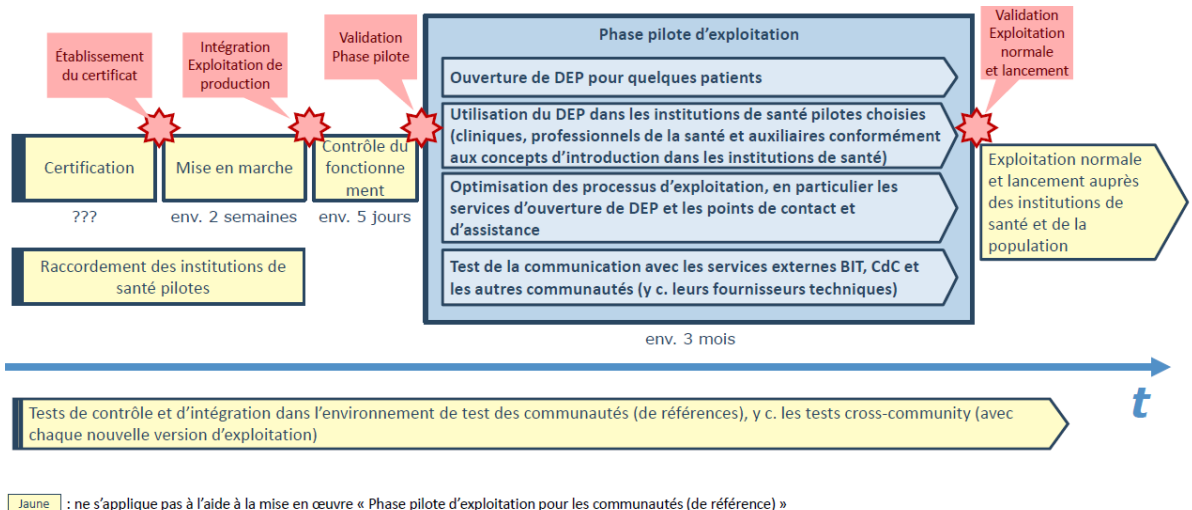 Établissement
du certificat
Intégration
Exploitation de
production
Validation
Phase pilote
Validation
Exploitation
normale
et lancement
Phase pilote d’exploitation
Ouverture de DEP pour quelques patients
Utilisation du DEP dans les institutions de santé pilotes choisies
(cliniques, professionnels de la santé et auxiliaires conformément
aux concepts d’introduction dans les institutions de santé)
Optimisation des processus d’exploitation, en particulier les
services d’ouverture de DEP et les points de contact et
d’assistance
Test de la communication avec les services externes BIT, CdC et
les autres communautés (y c. leurs fournisseurs techniques)
Certification
Mise en marche
Contrôle du
fonctionne
ment
Exploitation normale
et lancement auprès
des institutions de
santé et de la
population
???
env. 2 semaines
env. 5 jours
Raccordement des institutions de
santé pilotes
env. 3 mois
t
Tests de contrôle et d’intégration dans l’environnement de test des communautés (de références), y c. les tests cross-community (avec
chaque nouvelle version d’exploitation)
Jaune : ne s’applique pas à l’aide à la mise en œuvre « Phase pilote d’exploitation pour les communautés (de référence) »